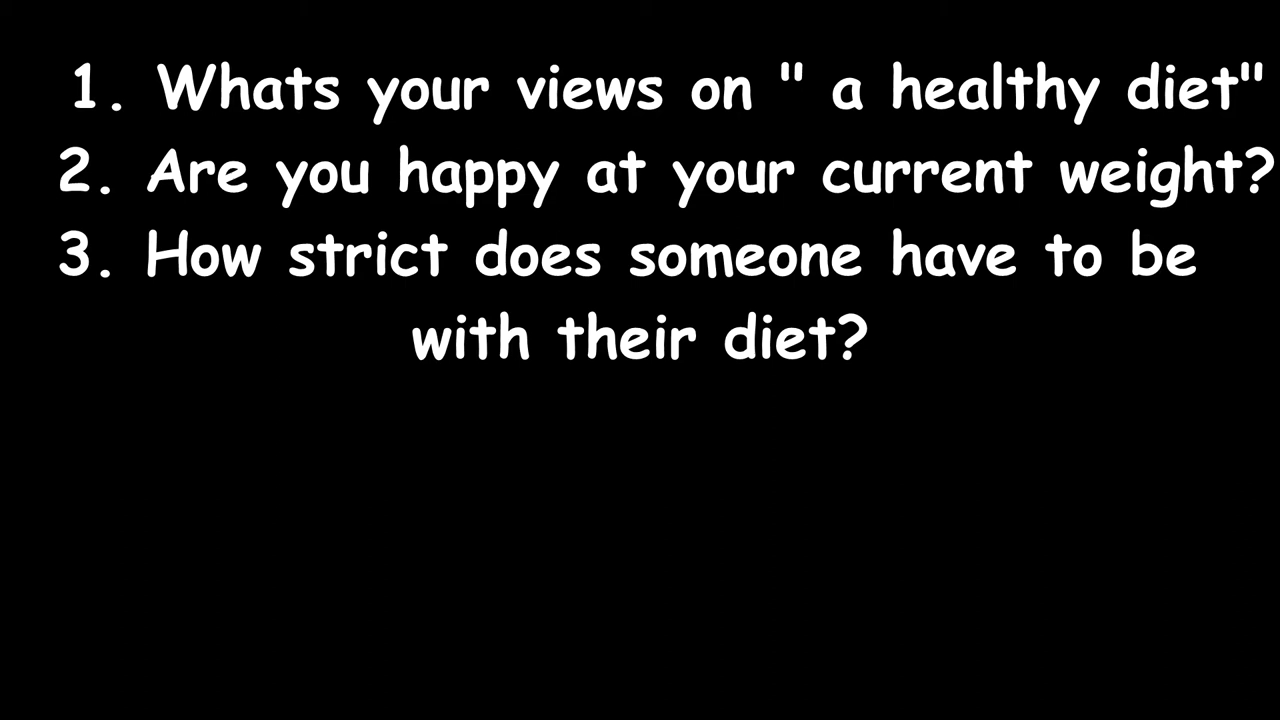 1. Whats your views on " a healthy diet"
2. Are you happy at your current weight?
3. How strict does someone have to be
with their diet?